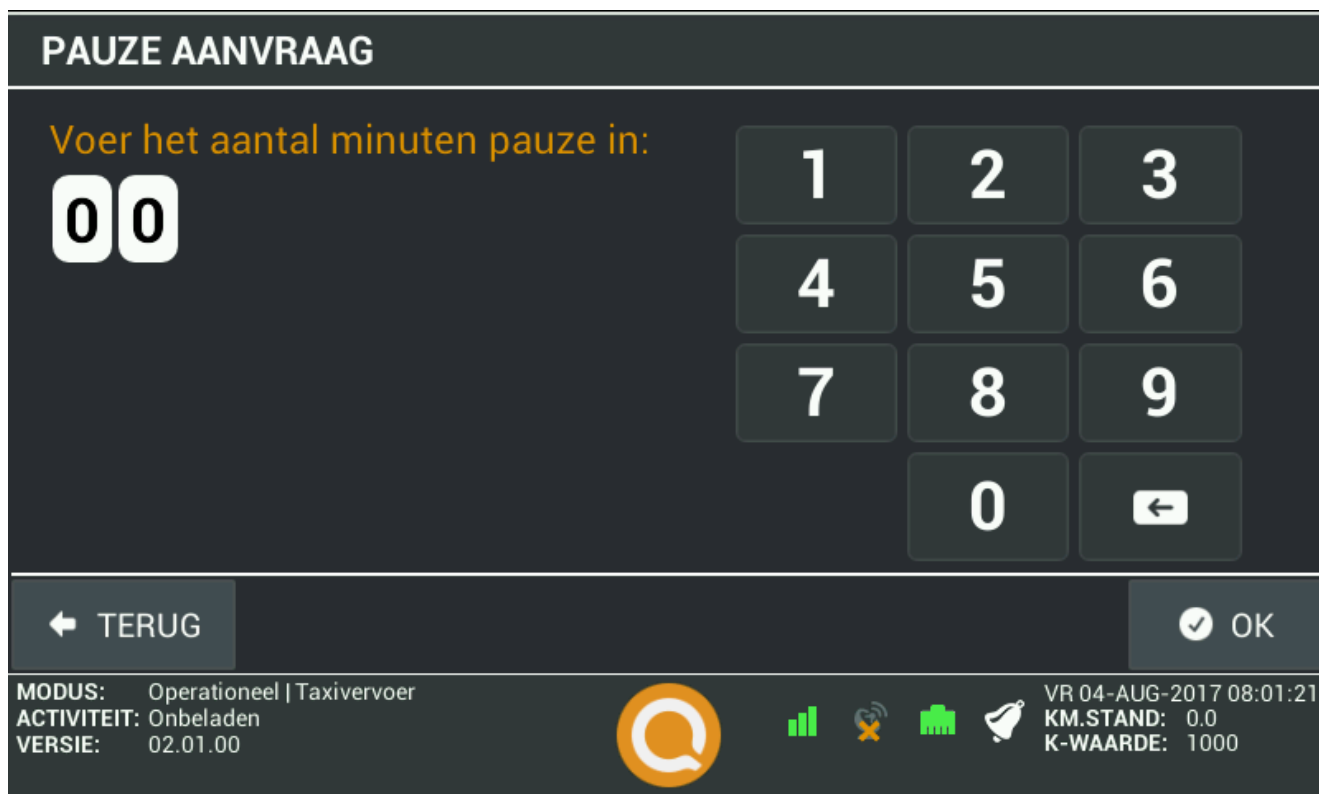 PAUZE AANVRAAG
Voer het aantal minuten pauze in:
0 0
1 2 3
4 5 6
7 8 9
0
TERUG
OK
MODUS: Operationeel | Taxivervoer
ACTIVITEIT: Onbeladen
VERSIE: 02.01.00
VR 04-AUG-2017 08:01:21
KM.STAND: 0.0
K-WAARDE: 1000